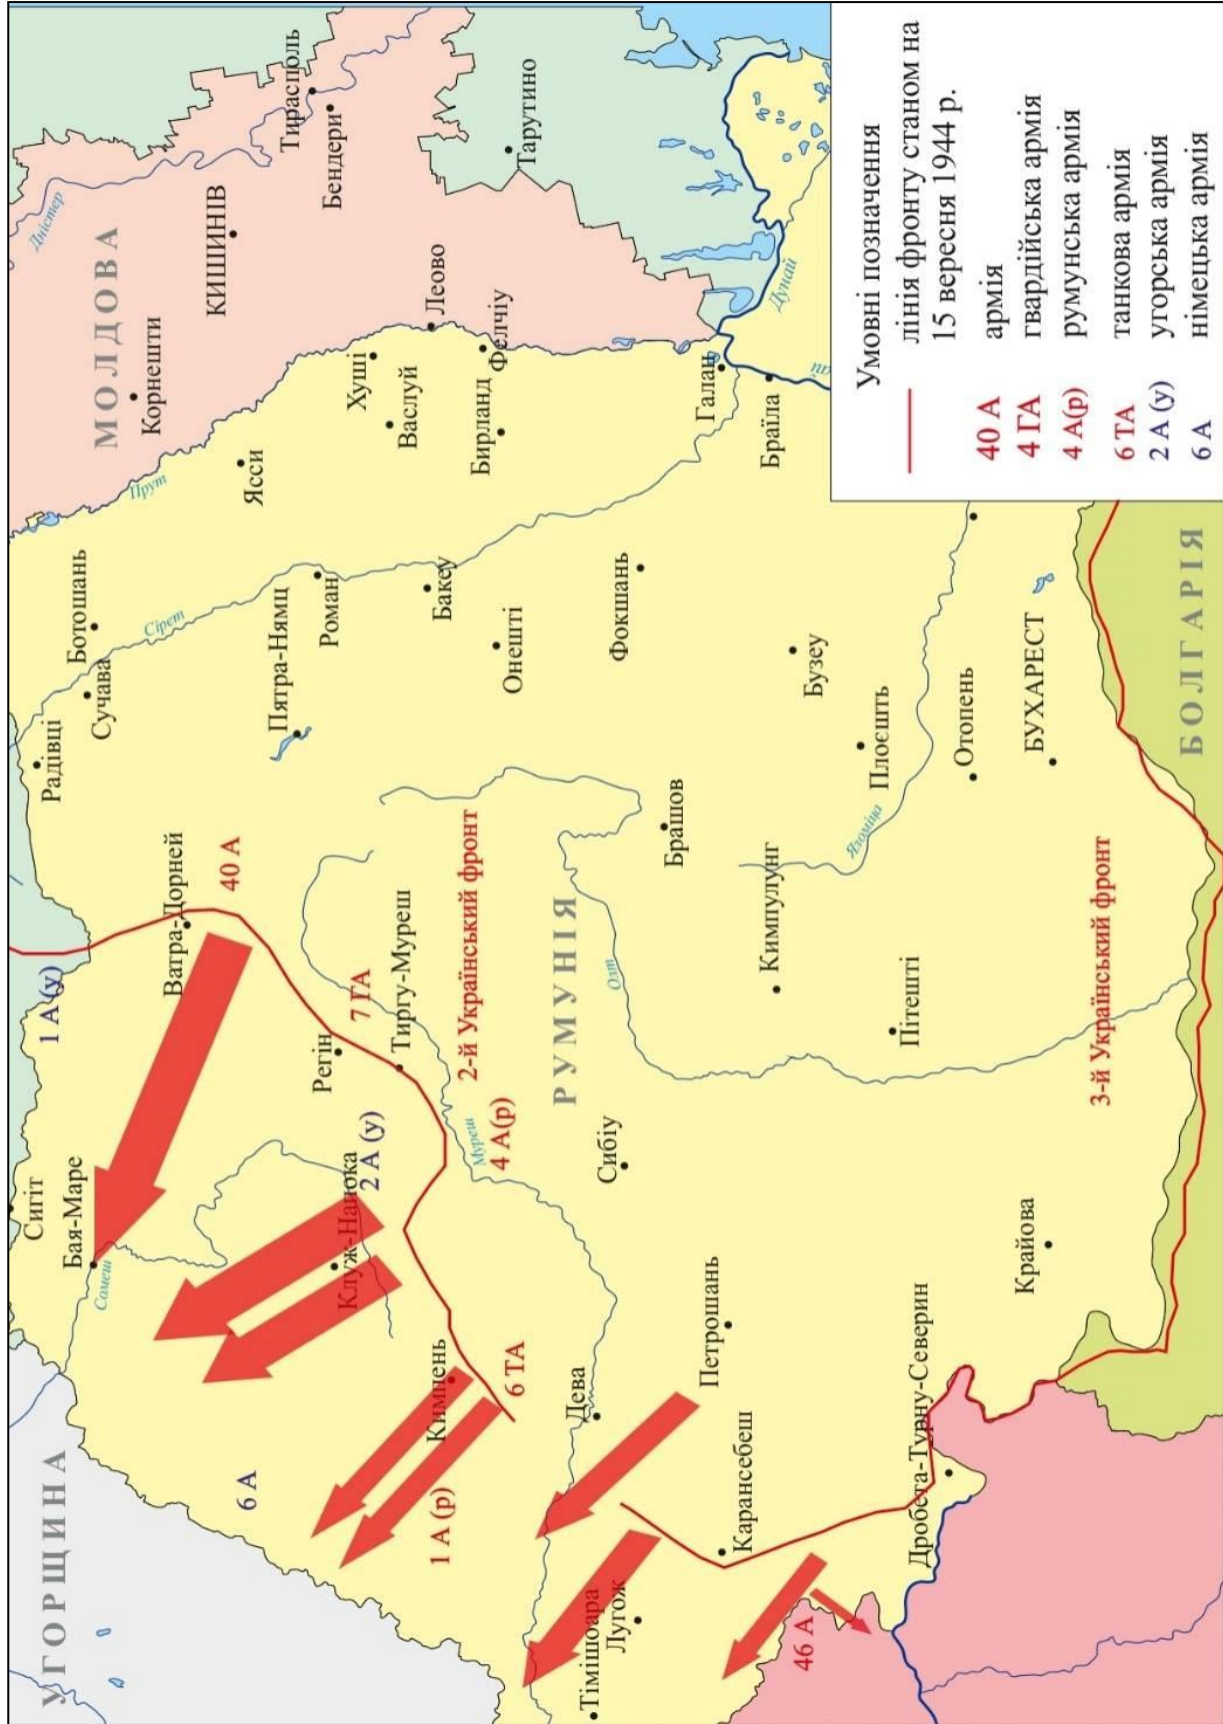 УГОРЩИНА
МОЛДОВА
РУМУНІЯ
БОЛГАРІЯ
Сигіт
Бая-Маре
Самеш
1 А (у)
Ватра-Дорней
40 А
Радівці
Сучава
Ботошань
Сірет
Прут
Корнешти
Дністер
КИШИНІВ
Тирасполь
Бендери
Тарутино
Леово
Фелчіу
Хуші
Васлуй
Бирланд
Ясси
Пятра-Нямц
Роман
Бакеу
Онешті
Фокшань
Галац
Браїла
Дунай
6 А
Клуж-Напока
2 А (у)
Регін
7 ГА
Тиргу-Муреш
2-й Український фронт
Муреш
4 А(р)
Кимпень
6 ТА
1 А (р)
Дева
Сибіу
Олт
Брашов
Бузеу
Тімішоара
Лугож
Карансебеш
Петрошань
46 А
Кимпулунг
Пітешті
Плоєшть
Яломіца
Отопень
БУХАРЕСТ
Дробета-Турну-Северин
Крайова
3-й Український фронт
Умовні позначення
лінія фронту станом на
15 вересня 1944 р.
40 А армія
4 ГА гвардійська армія
4 А(р) румунська армія
6 ТА танкова армія
2 А (у) угорська армія
6 А німецька армія